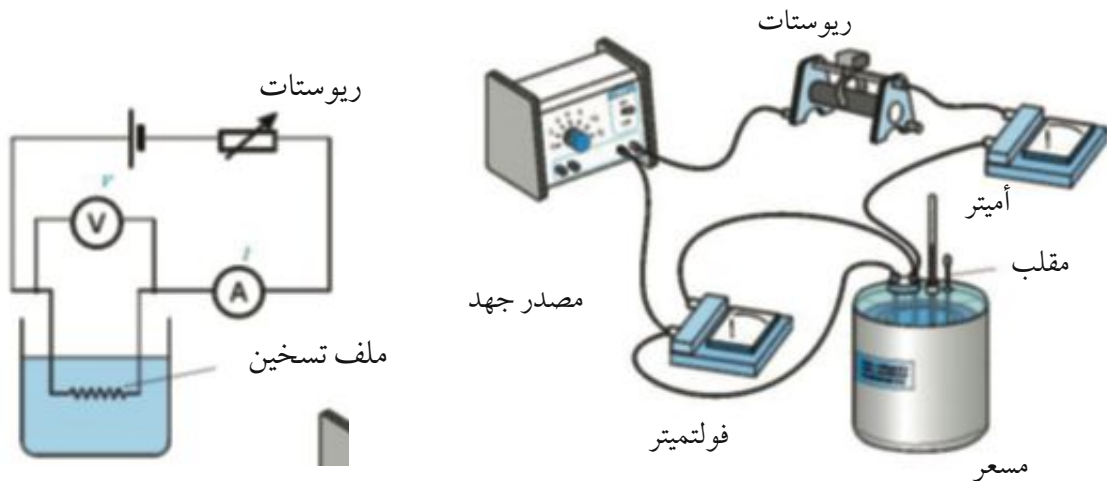 ريوستات
V
V
A
ملف تسخين
ريوستات
أميتر
مقلب
مصدر جهد
فولتميتر
مسعر